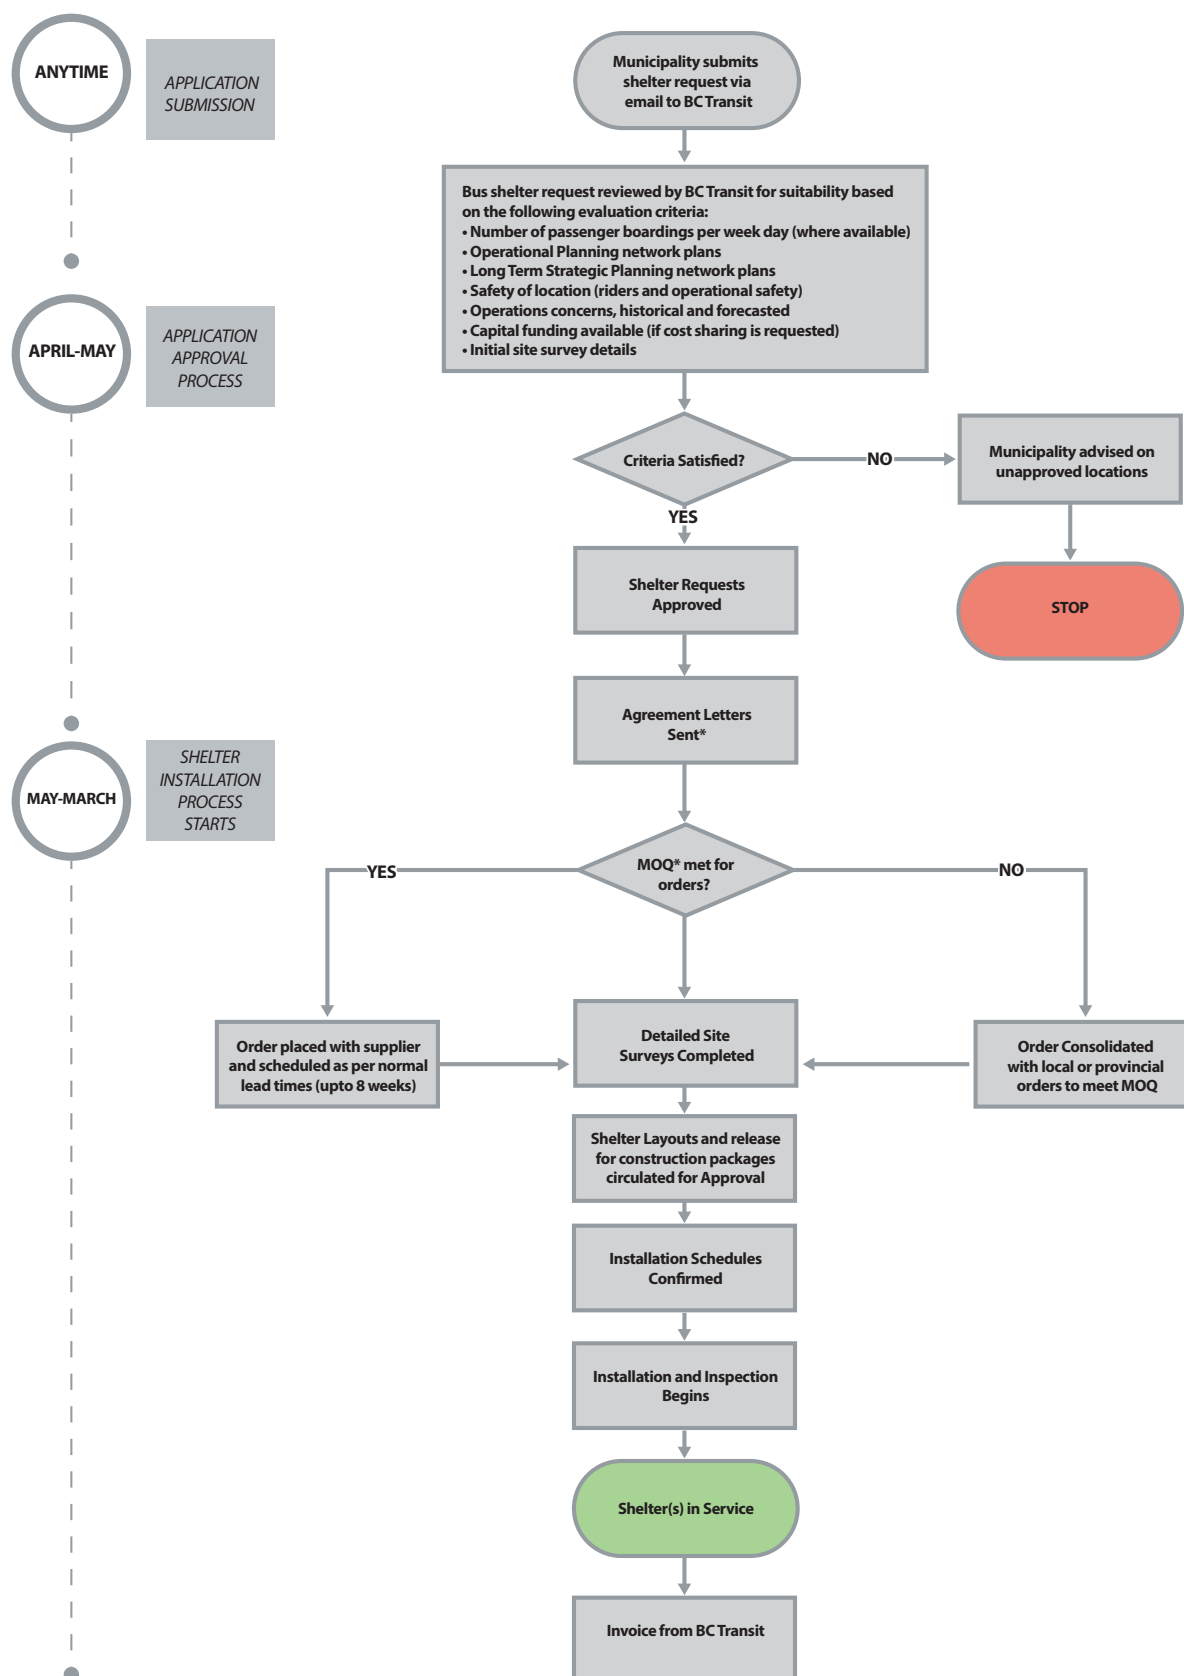 ANYTIME
APPLICATION
SUBMISSION
Municipality submits
shelter request via
email to BC Transit
Bus shelter request reviewed by BC Transit for suitability based
on the following evaluation criteria:
• Number of passenger boardings per week day (where available)
• Operational Planning network plans
• Long Term Strategic Planning network plans
• Safety of location (riders and operational safety)
• Operations concerns, historical and forecasted
• Capital funding available (if cost sharing is requested)
• Initial site survey details
APRIL-MAY
APPLICATION
APPROVAL
PROCESS
Criteria Satisfied?
NO
Municipality advised on
unapproved locations
YES
STOP
Shelter Requests
Approved
Agreement Letters
Sent*
MAY-MARCH
SHELTER
INSTALLATION
PROCESS
STARTS
YES
MOQ* met for
orders?
NO
Order placed with supplier
and scheduled as per normal
lead times (upto 8 weeks)
Detailed Site
Surveys Completed
Order Consolidated
with local or provincial
orders to meet MOQ
Shelter Layouts and release
for construction packages
circulated for Approval
Installation Schedules
Confirmed
Installation and Inspection
Begins
Shelter(s) in Service
Invoice from BC Transit